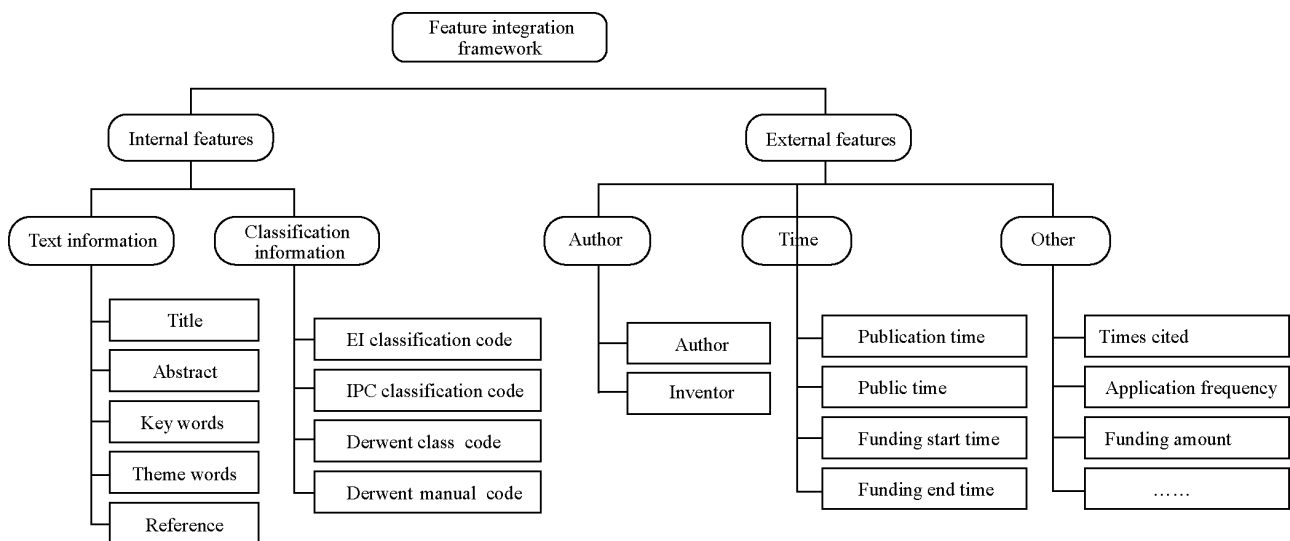 Feature integration
framework
Internal features
External features
Text information
Classification
information
Author
Time
Other
Title
Abstract
Key words
Theme words
Reference
EI classification code
IPC classification code
Derwent class code
Derwent manual code
Author
Inventor
Publication time
Public time
Funding start time
Funding end time
Times cited
Application frequency
Funding amount
……